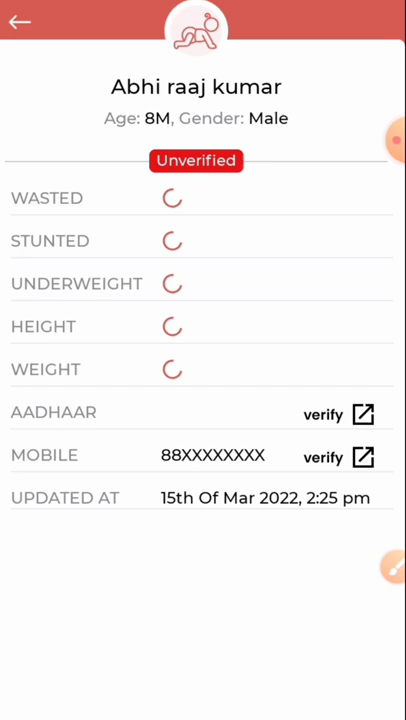 Abhi raaj kumar
Age: 8M, Gender: Male
Unverified
WASTED
STUNTED
UNDERWEIGHT
HEIGHT
WEIGHT
AADHAAR verify
MOBILE 88XXXXXXXX verify
UPDATED AT 15th Of Mar 2022, 2:25 pm